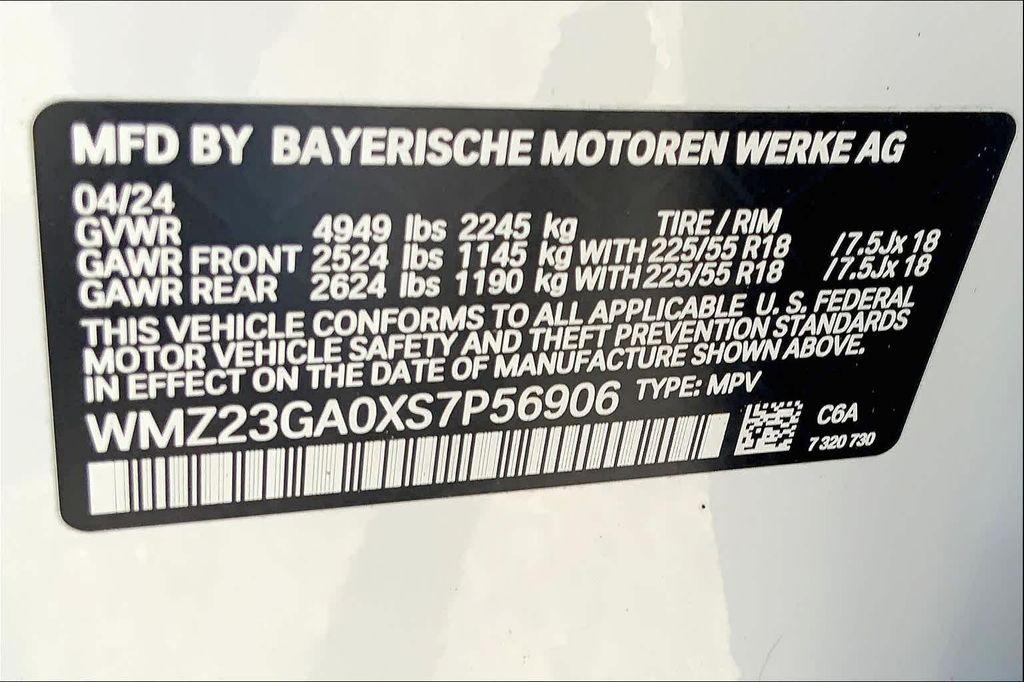 MFD BY BAYERISCHE MOTOREN WERKE AG
04/24
GVWR 4949 lbs 2245 kg TIRE / RIM
GAWR FRONT 2524 lbs 1145 kg WITH 225/55 R18 /7.5Jx 18
GAWR REAR 2624 lbs 1190 kg WITH 225/55 R18 /7.5Jx 18
THIS VEHICLE CONFORMS TO ALL APPLICABLE U. S. FEDERAL
MOTOR VEHICLE SAFETY AND THEFT PREVENTION STANDARDS
IN EFFECT ON THE DATE OF MANUFACTURE SHOWN ABOVE.
WMZ23GA0XS7P56906 TYPE: MPV
C6A
7 320 730